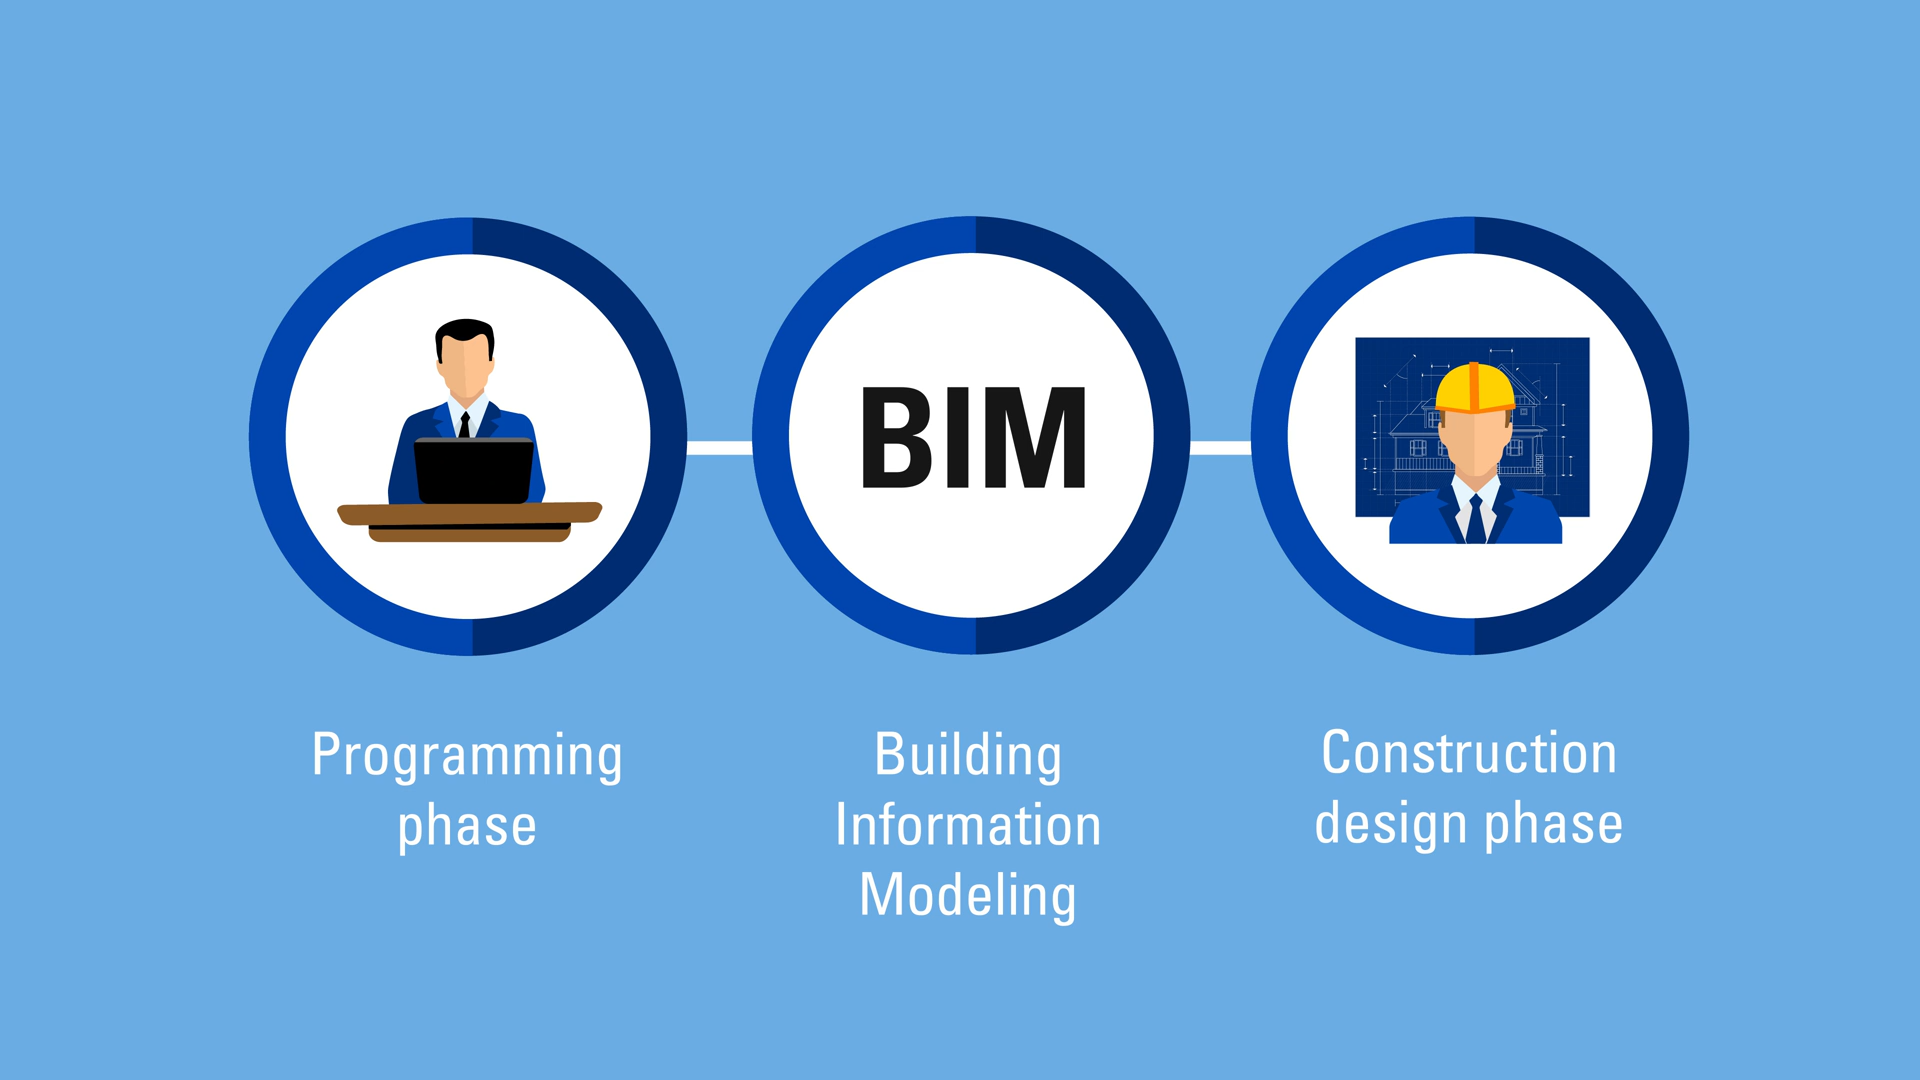 Programming
phase
BIM
Building
Information
Modeling
Construction
design phase